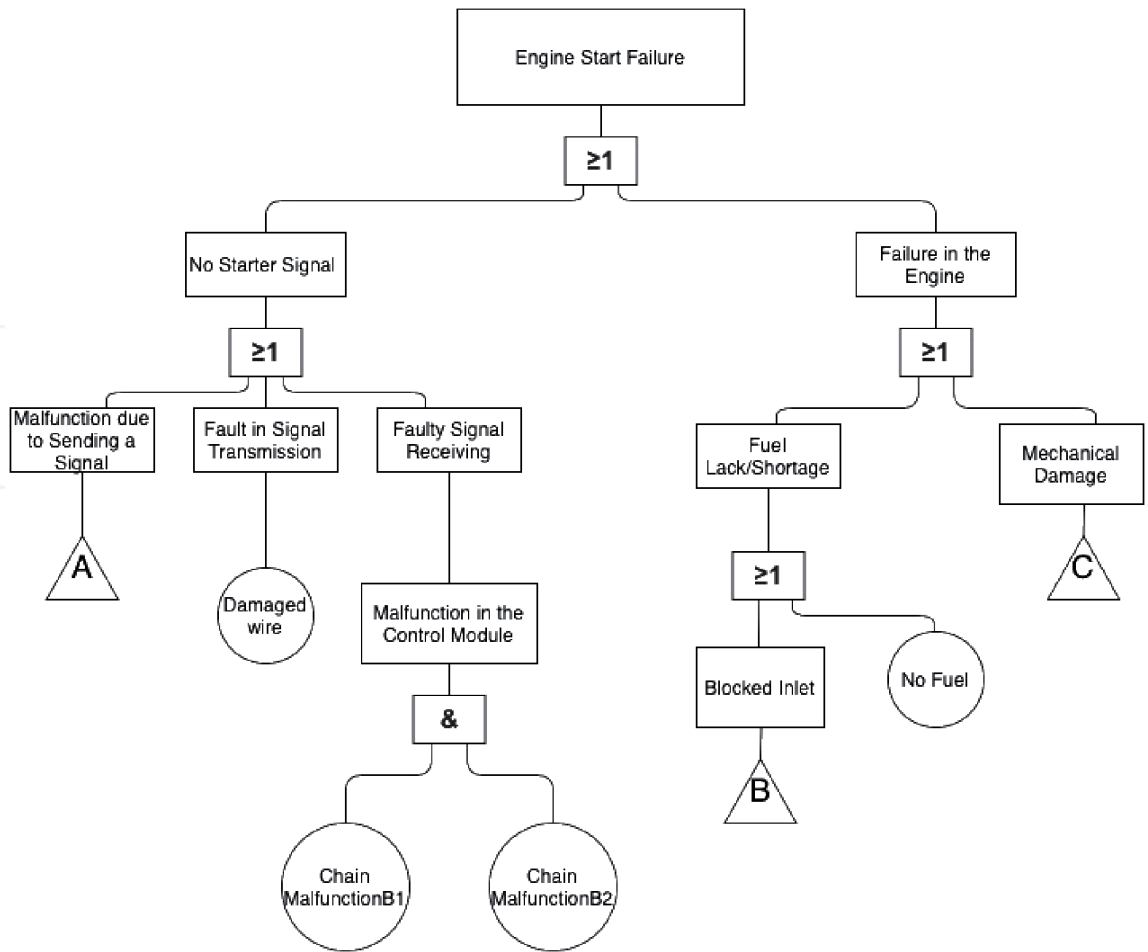 Engine Start Failure
≥1
No Starter Signal
Failure in the
Engine
≥1
≥1
Malfunction due
to Sending a
Signal
Fault in Signal
Transmission
Faulty Signal
Receiving
Fuel
Lack/Shortage
Mechanical
Damage
A
Damaged
wire
Malfunction in the
Control Module
≥1
C
Blocked Inlet
No Fuel
&
B
Chain
MalfunctionB1
Chain
MalfunctionB2